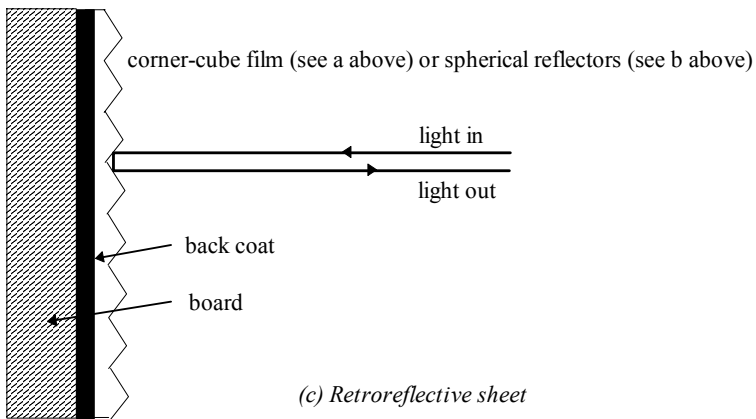 corner-cube film (see a above) or spherical reflectors (see b above)
light in
light out
back coat
board
(c) Retroreflective sheet